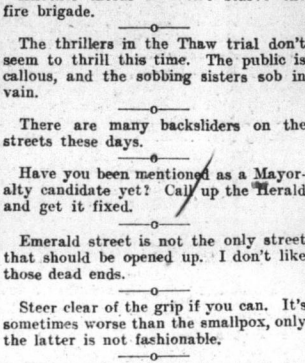 fire brigade.
The thrillers in the Thaw trial don't
seem to thrill this time. The public is
callous, and the sobbing sisters sob in
vain.
There are many backsliders on the
streets these days.
Have you been mentioned as a Mayor-
alty candidate yet? Call up the Herald
and get it fixed.
Emerald street is not the only street
that should be opened up. I don't like
those dead ends.
Steer clear of the grip if you can. It's
sometimes worse than the smallpox, only
the latter is not fashionable.